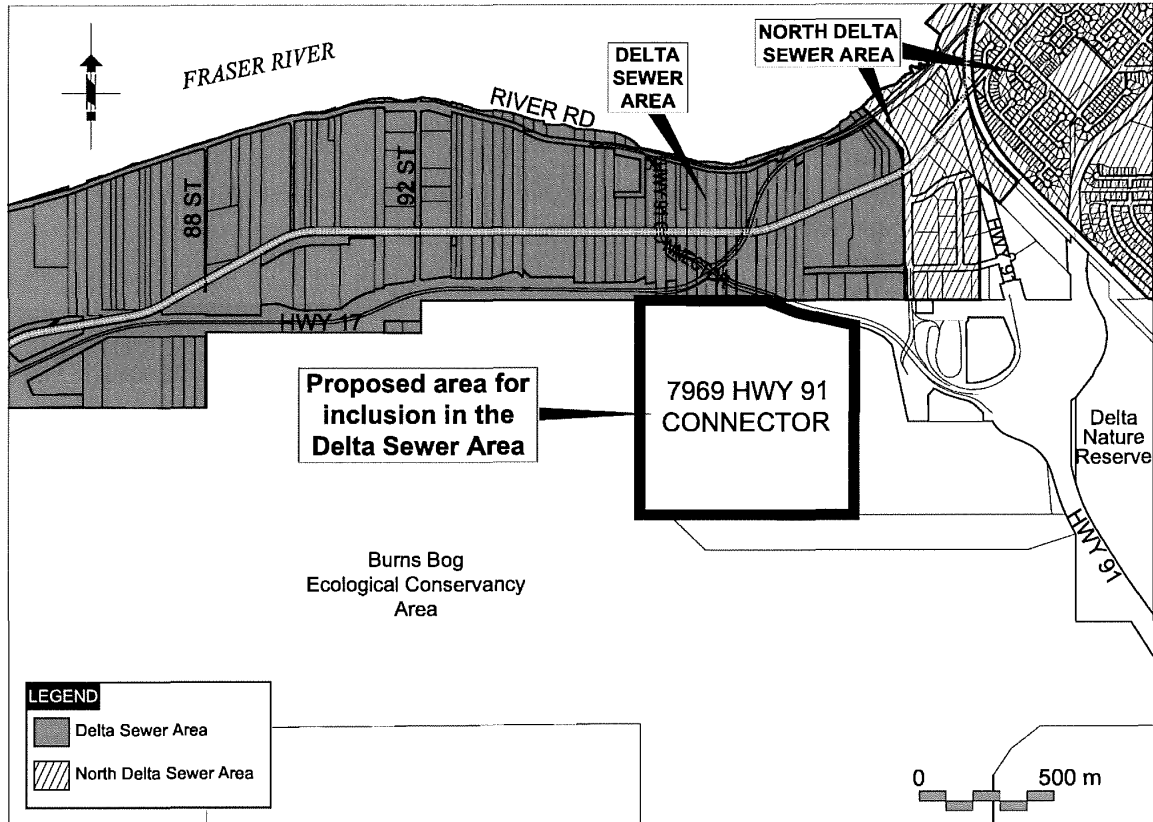 FRASER RIVER
RIVER RD
DELTA
SEWER
AREA
NORTH DELTA
SEWER AREA
88 ST
92 ST
HWY 91
HWY 17
Proposed area for
inclusion in the
Delta Sewer Area
7969 HWY 91
CONNECTOR
Delta
Nature
Reserve
HWY 91
Burns Bog
Ecological Conservancy
Area
LEGEND
Delta Sewer Area
North Delta Sewer Area
0 500 m